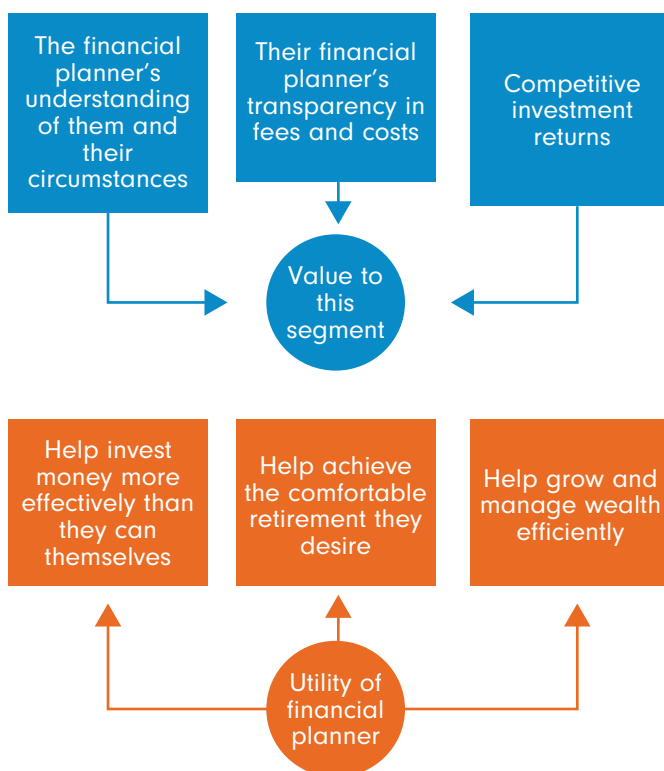 The financial
planner's
understanding
of them and
their
circumstances
Their financial
planner's
transparency in
fees and costs
Competitive
investment
returns
Value to
this
segment
Help invest
money more
effectively than
they can
themselves
Help achieve
the comfortable
retirement they
desire
Help grow and
manage wealth
efficiently
Utility of
financial
planner